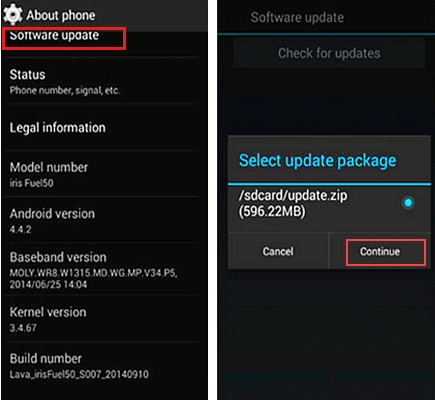 About phone
Software update
Status
Phone number, signal, etc.
Legal information
Model number
iris Fuel50
Android version
4.4.2
Baseband version
MOLY.WR8.W1315.MD.WG.MP.V34.P5,
2014/06/25 14:04
Kernel version
3.4.67
Build number
Lava_irisFuel50_S007_20140910
Software update
Check for updates
Select update package
/sdcard/update.zip
(596.22MB)
Cancel
Continue